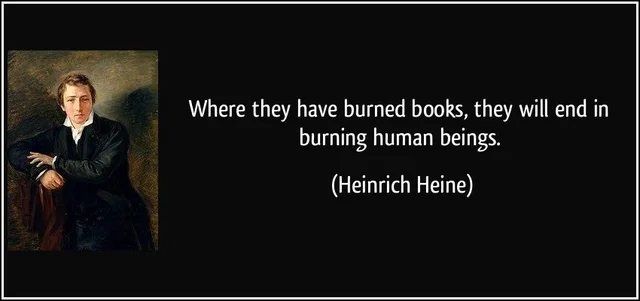 Where they have burned books, they will end in
burning human beings.
(Heinrich Heine)